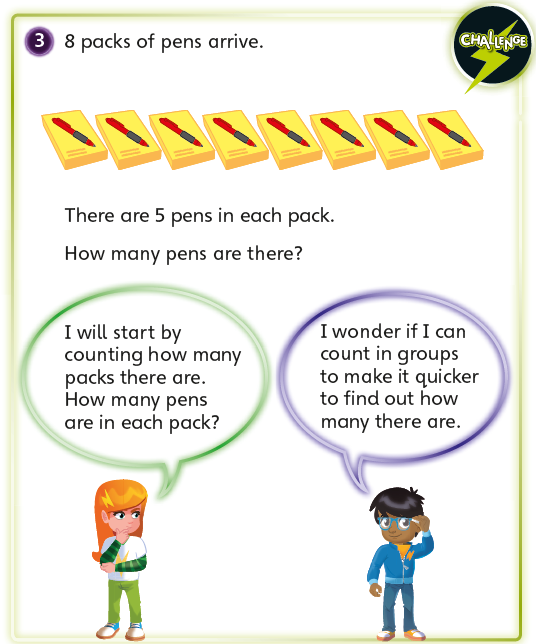 3 8 packs of pens arrive.
CHALLENGE
There are 5 pens in each pack.
How many pens are there?
I will start by
counting how many
packs there are.
How many pens
are in each pack?
I wonder if I can
count in groups
to make it quicker
to find out how
many there are.